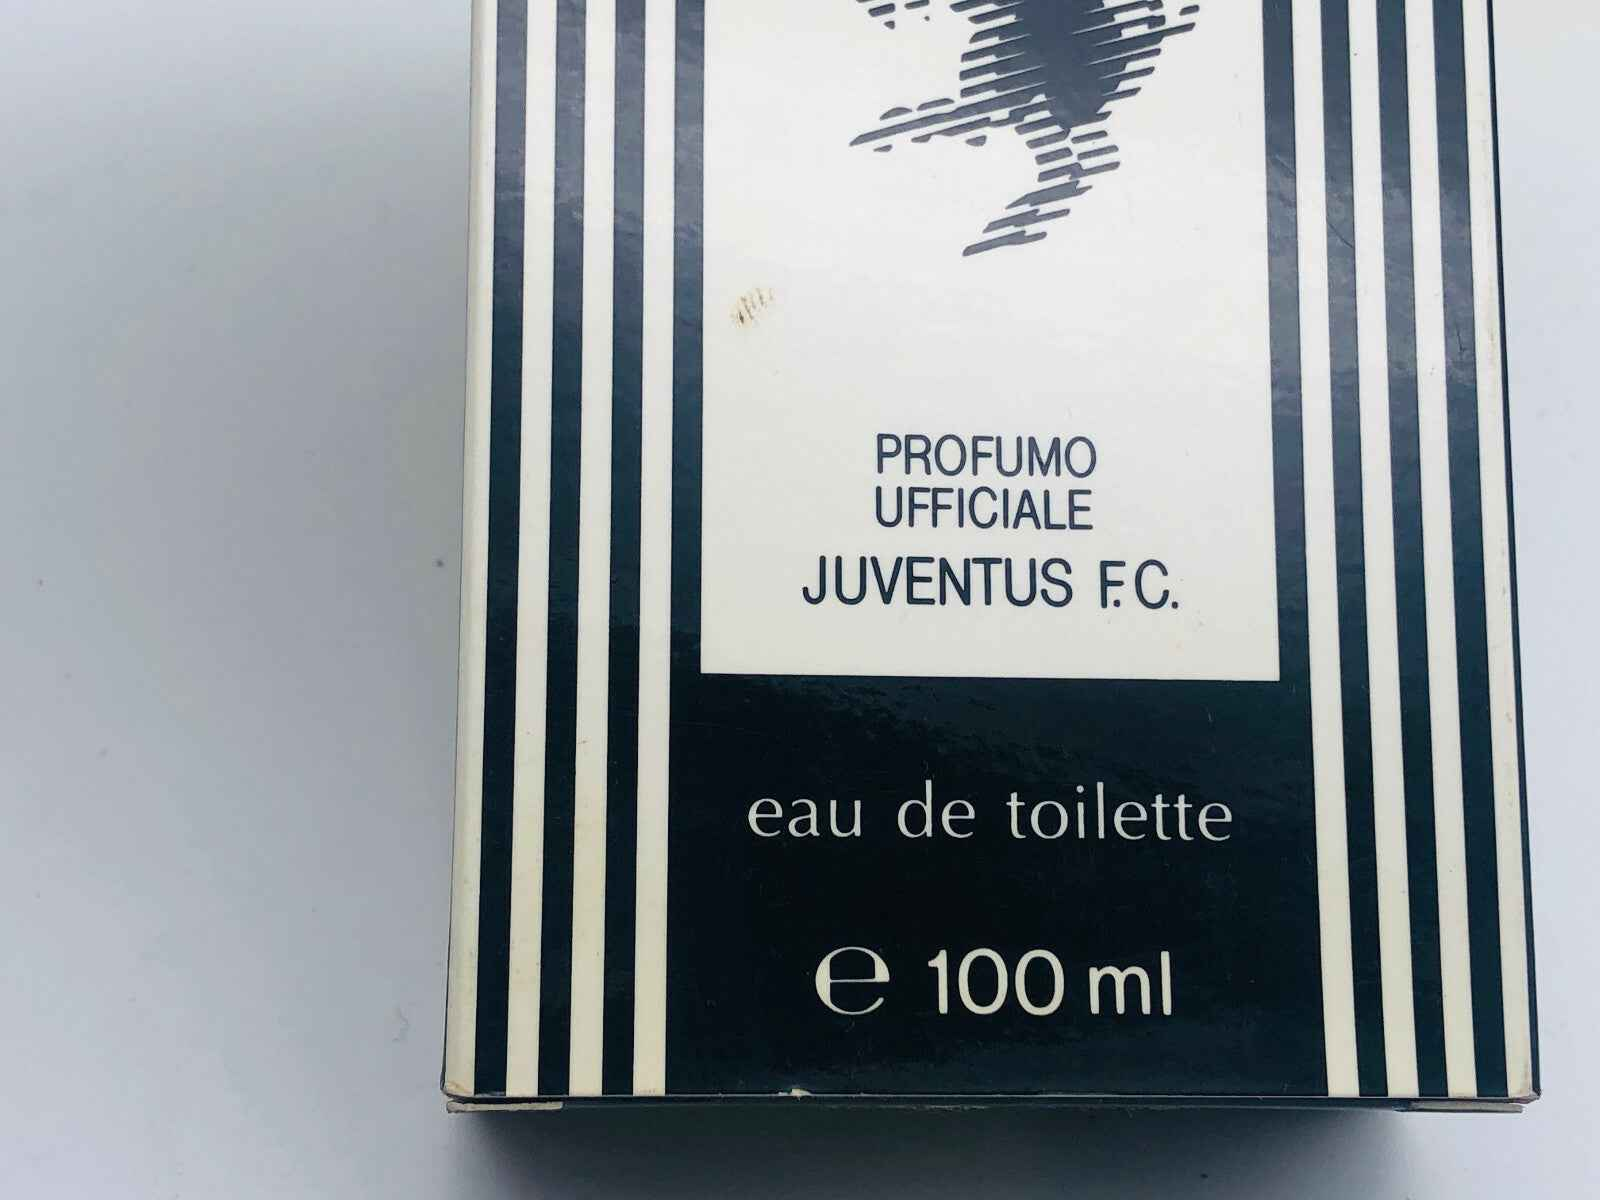 PROFUMO
UFFICIALE
JUVENTUS F.C.
eau de toilette
℮ 100 ml